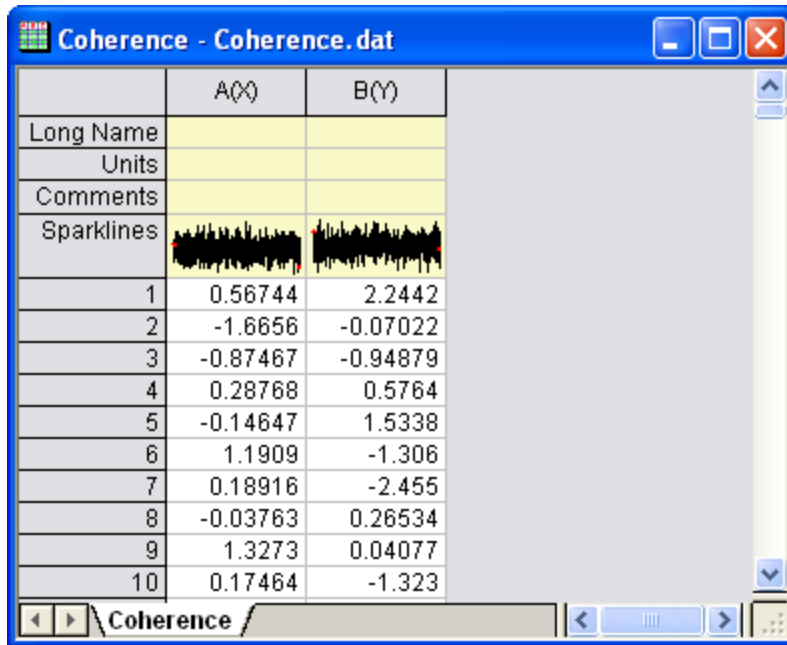 Coherence - Coherence.dat
A(X) B(Y)
Long Name
Units
Comments
Sparklines
1 0.56744 2.2442
2 -1.6656 -0.07022
3 -0.87467 -0.94879
4 0.28768 0.5764
5 -0.14647 1.5338
6 1.1909 -1.306
7 0.18916 -2.455
8 -0.03763 0.26534
9 1.3273 0.04077
10 0.17464 -1.323
Coherence